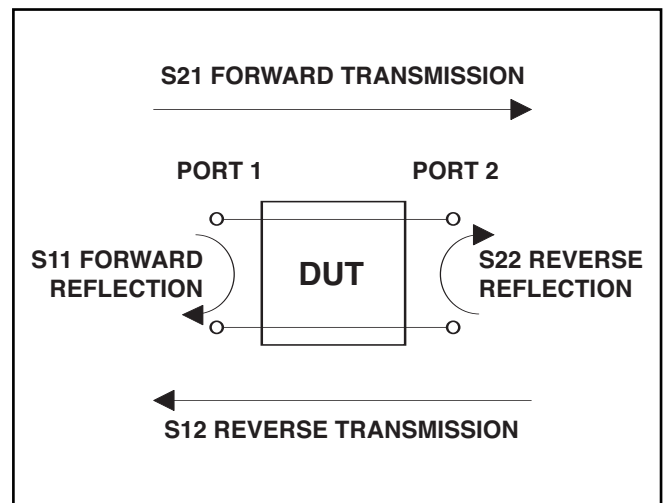 S21 FORWARD TRANSMISSION
PORT 1
PORT 2
S11 FORWARD
REFLECTION
DUT
S22 REVERSE
REFLECTION
S12 REVERSE TRANSMISSION